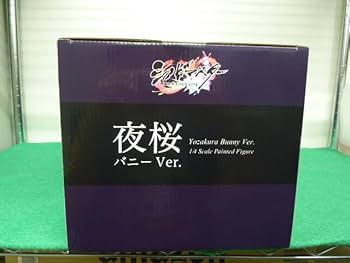 夜桜
バニー Ver.
Yozakura Bunny Ver.
1/4 Scale Painted Figure